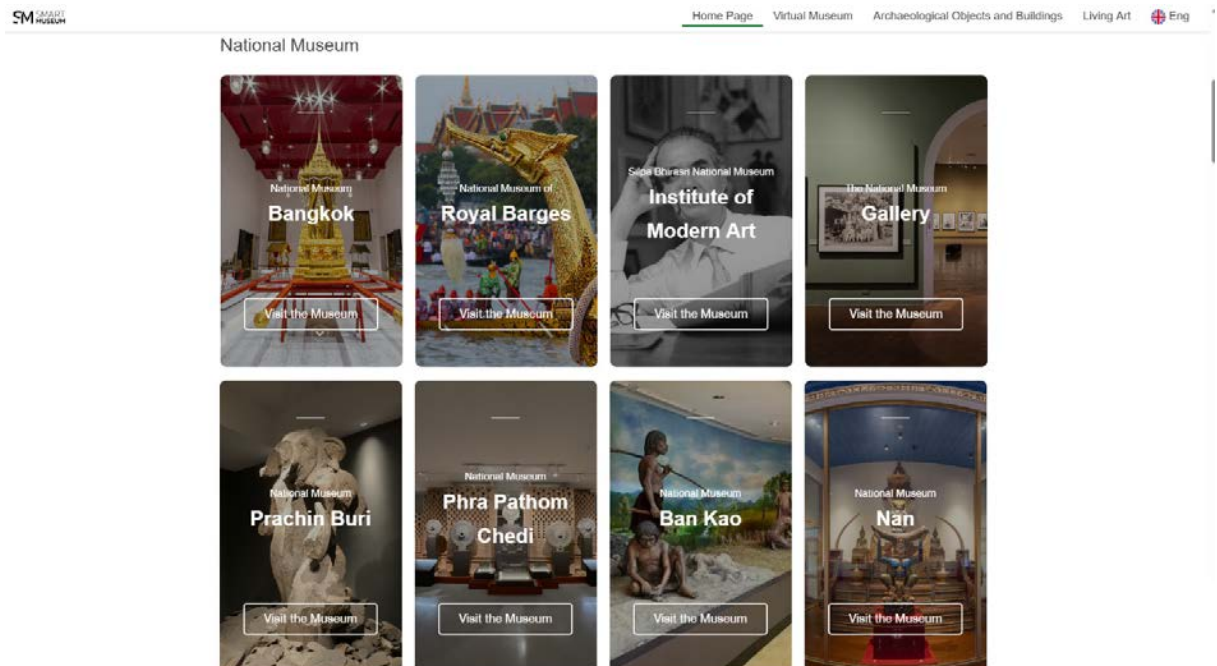 SM SMART MUSEUM
Home Page Virtual Museum Archaeological Objects and Buildings Living Art Eng
National Museum
National Museum
Bangkok
Visit the Museum
National Museum of
Royal Barges
Visit the Museum
Silpa Bhirasri National Museum
Institute of
Modern Art
Visit the Museum
The National Museum
Gallery
Visit the Museum
National Museum
Prachin Buri
Visit the Museum
National Museum
Phra Pathom
Chedi
Visit the Museum
National Museum
Ban Kao
Visit the Museum
National Museum
Nan
Visit the Museum